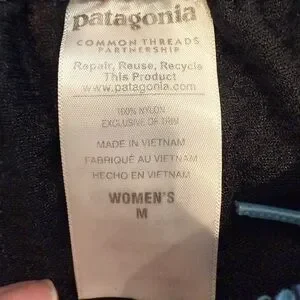 patagonia
COMMON THREADS
PARTNERSHIP
Repair, Reuse, Recycle
This Product
www.patagonia.com
100% NYLON
EXCLUSIVE OF TRIM
MADE IN VIETNAM
FABRIQUÉ AU VIETNAM
HECHO EN VIETNAM
WOMEN'S
M